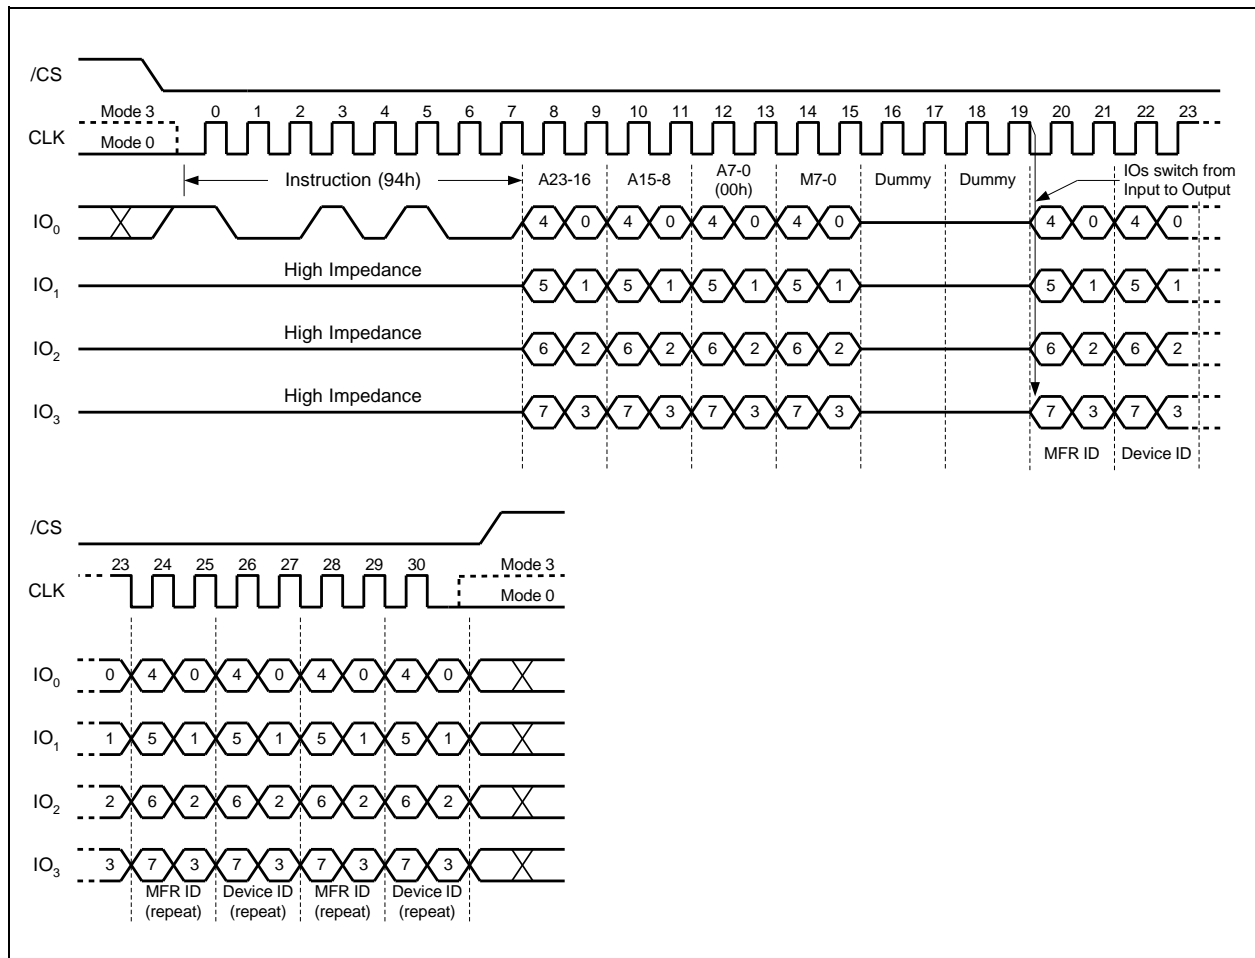 /CS
Mode 3
0 1 2 3 4 5 6 7 8 9 10 11 12 13 14 15 16 17 18 19 20 21 22 23
CLK
Mode 0
Instruction (94h)
A23-16
A15-8
A7-0
(00h)
M7-0
Dummy
Dummy
IOs switch from
Input to Output
IO0
4 0 4 0 4 0 4 0 4 0 4 0
High Impedance
IO1
5 1 5 1 5 1 5 1 5 1 5 1
High Impedance
IO2
6 2 6 2 6 2 6 2 6 2 6 2
High Impedance
IO3
7 3 7 3 7 3 7 3 7 3 7 3
MFR ID
Device ID
/CS
23 24 25 26 27 28 29 30
Mode 3
CLK
Mode 0
IO0
0 4 0 4 0 4 0 4 0
IO1
1 5 1 5 1 5 1 5 1
IO2
2 6 2 6 2 6 2 6 2
IO3
3 7 3 7 3 7 3 7 3
MFR ID
(repeat)
Device ID
(repeat)
MFR ID
(repeat)
Device ID
(repeat)